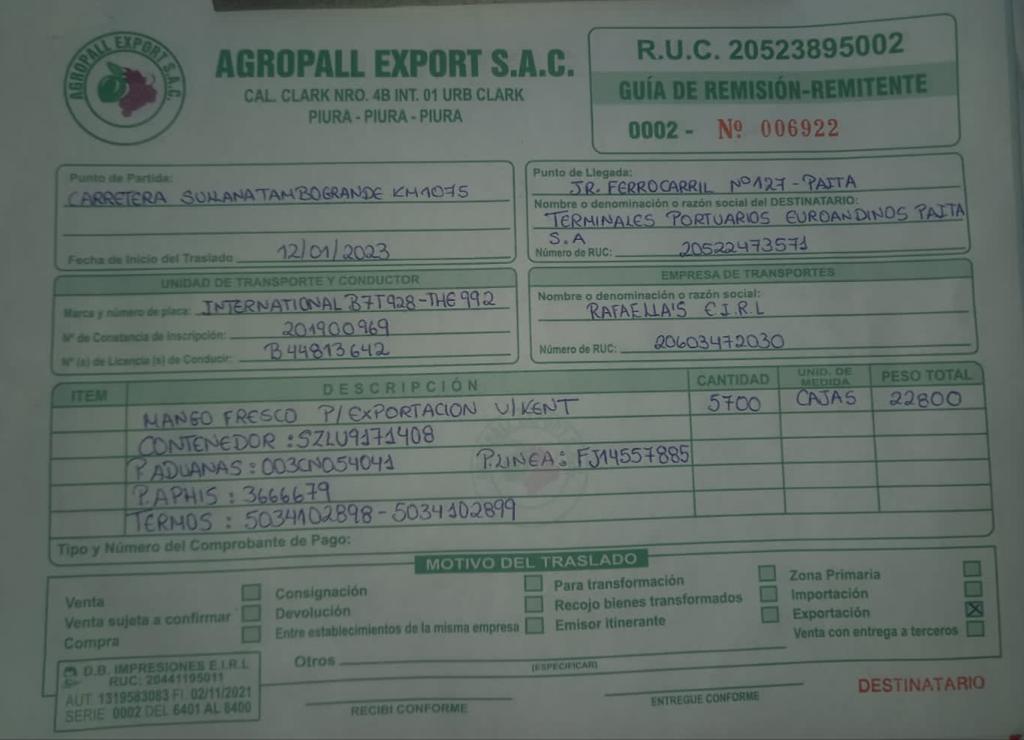 AGROPALL EXPORT S.A.C.
AGROPALL EXPORT S.A.C.
CAL. CLARK NRO. 4B INT. 01 URB CLARK
PIURA - PIURA - PIURA
R.U.C. 20523895002
GUÍA DE REMISIÓN-REMITENTE
0002 - Nº 006922
Punto de Partida:
CARRETERA SULLANA TAMBOGRANDE KM 1075
Fecha de Inicio del Traslado 12/01/2023
Punto de Llegada:
JR. FERROCARRIL Nº 127 - PAITA
Nombre o denominación o razón social del DESTINATARIO:
TERMINALES PORTUARIOS EUROANDINOS PAITA
S.A
Número de RUC: 20522473571
UNIDAD DE TRANSPORTE Y CONDUCTOR
Marca y número de placa: INTERNATIONAL B7T928-THE992
Nº de Constancia de Inscripción: 201900969
Nº (s) de Licencia (s) de Conducir: B44813642
EMPRESA DE TRANSPORTES
Nombre o denominación o razón social:
RAFAELLA'S E.I.R.L
Número de RUC: 20603472030
ITEM DESCRIPCIÓN CANTIDAD UNID. DE MEDIDA PESO TOTAL
MANGO FRESCO P/EXPORTACION V/KENT 5700 CAJAS 22800
CONTENEDOR : SZLU9171408
P.ADUANAS : 003CN054041 P.LINEA : FJ14557885
P.APHIS : 3666679
TERMOS : 5034102898 - 5034102899
Tipo y Número del Comprobante de Pago:
MOTIVO DEL TRASLADO
Venta
Venta sujeta a confirmar
Compra
Consignación
Devolución
Entre establecimientos de la misma empresa
Para transformación
Recojo bienes transformados
Emisor itinerante
Zona Primaria
Importación
Exportación X
Venta con entrega a terceros
Otros
(ESPECIFICAR)
D.B. IMPRESIONES E.I.R.L
RUC: 20441195011
AUT. 1319583083 FI. 02/11/2021
SERIE 0002 DEL 6401 AL 8400
RECIBI CONFORME
ENTREGUE CONFORME
DESTINATARIO